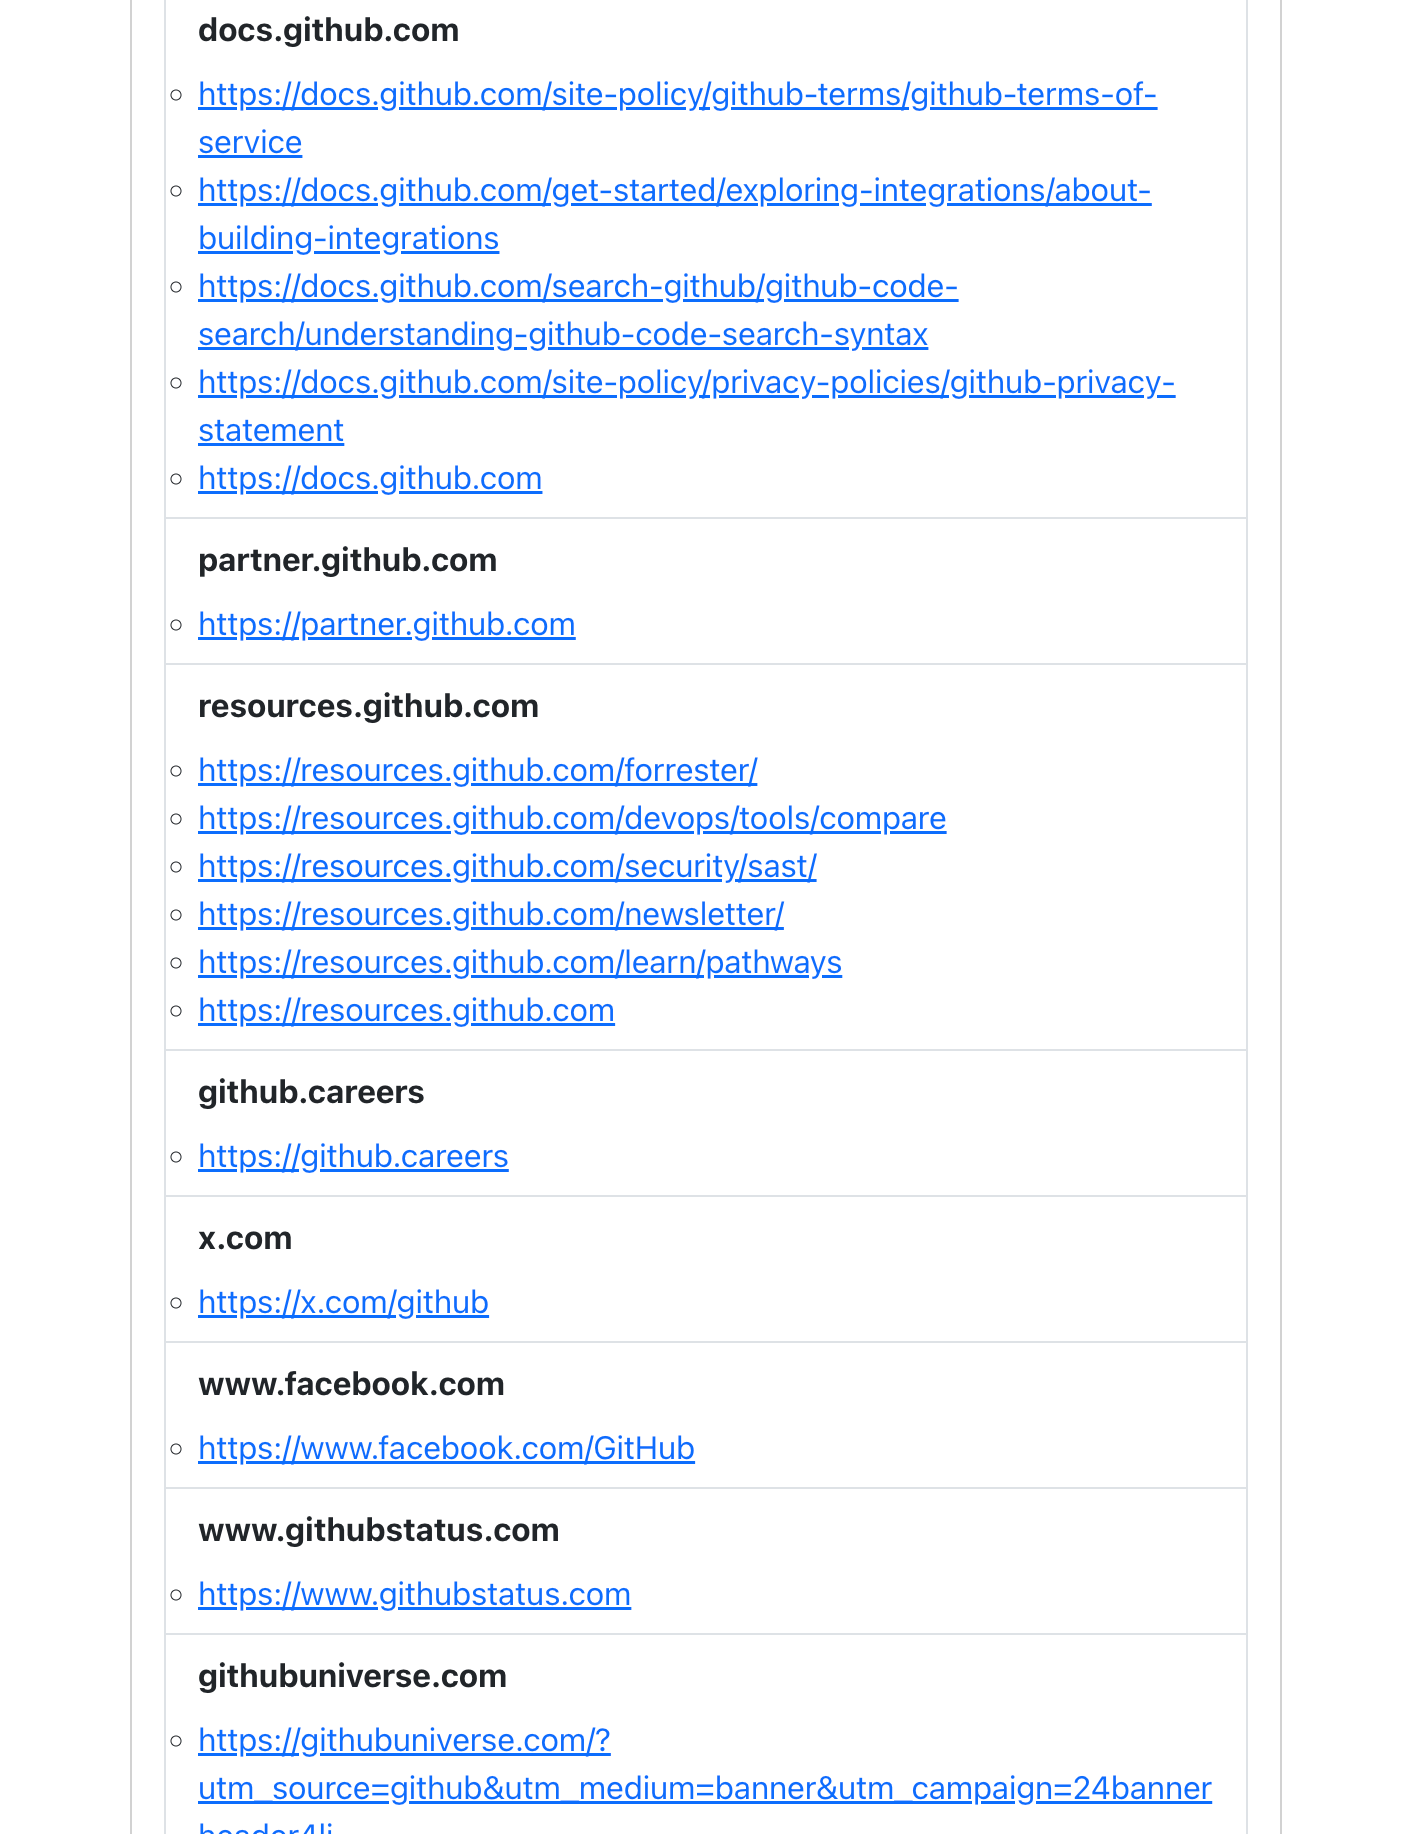 docs.github.com
https://docs.github.com/site-policy/github-terms/github-terms-of-
service
https://docs.github.com/get-started/exploring-integrations/about-
building-integrations
https://docs.github.com/search-github/github-code-
search/understanding-github-code-search-syntax
https://docs.github.com/site-policy/privacy-policies/github-privacy-
statement
https://docs.github.com
partner.github.com
https://partner.github.com
resources.github.com
https://resources.github.com/forrester/
https://resources.github.com/devops/tools/compare
https://resources.github.com/security/sast/
https://resources.github.com/newsletter/
https://resources.github.com/learn/pathways
https://resources.github.com
github.careers
https://github.careers
x.com
https://x.com/github
www.facebook.com
https://www.facebook.com/GitHub
www.githubstatus.com
https://www.githubstatus.com
githubuniverse.com
https://githubuniverse.com/?
utm_source=github&utm_medium=banner&utm_campaign=24banner